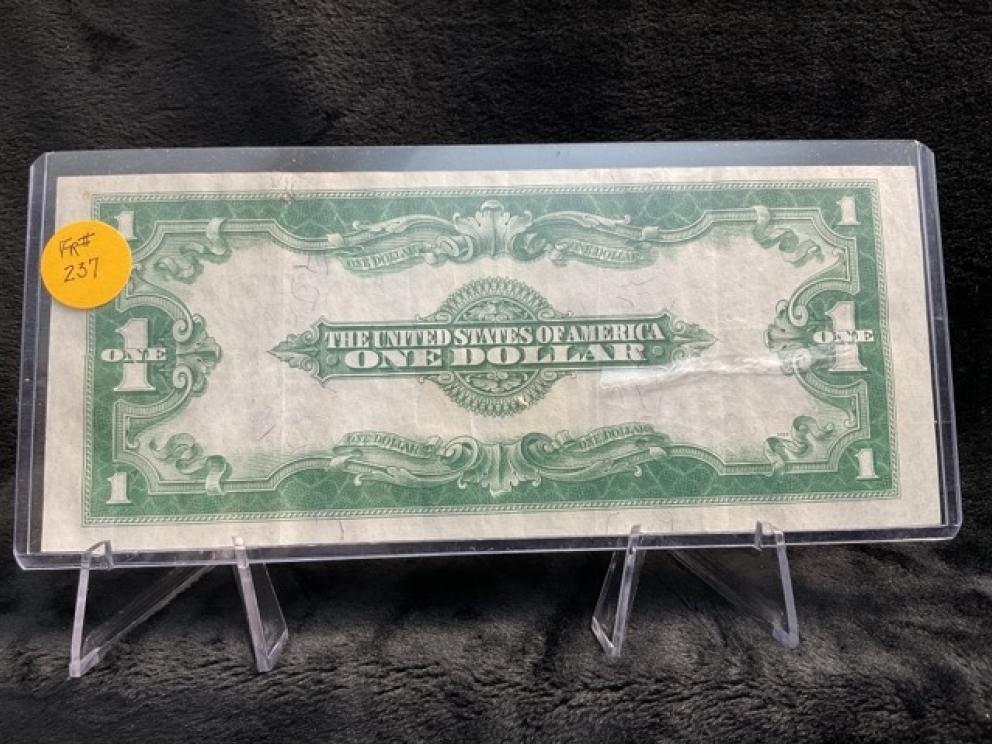 1
1
FR#
237
ONE DOLLAR
ONE DOLLAR
1
ONE
THE UNITED STATES OF AMERICA
ONE DOLLAR
1
ONE
ONE DOLLAR
ONE DOLLAR
1
1